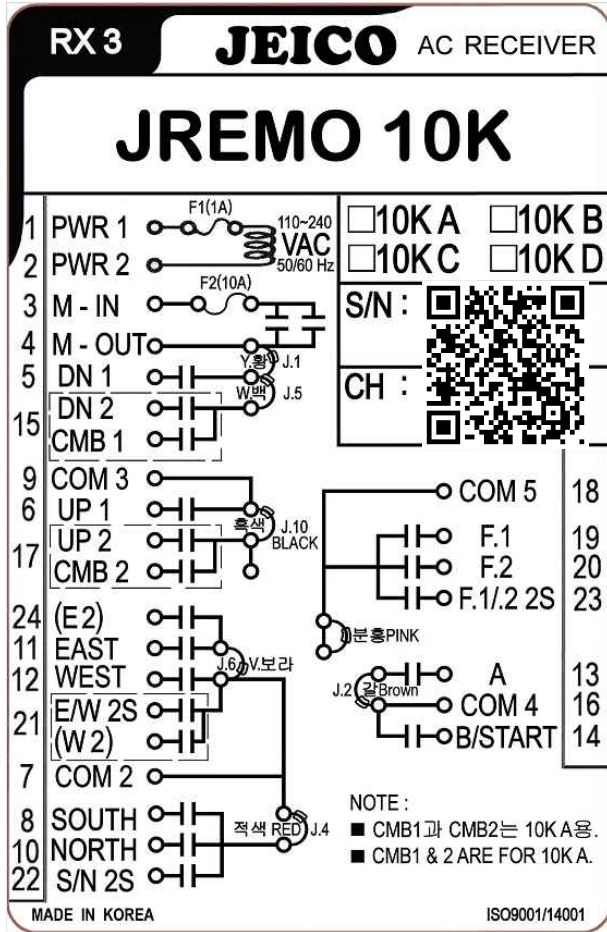 RX 3 JEICO AC RECEIVER
JREMO 10K
1 PWR 1 F1(1A) 110~240
VAC
2 PWR 2 50/60 Hz
□10K A □10K B
□10K C □10K D
3 M - IN F2(10A)
S/N :
4 M - OUT
Y.황 J.1
5 DN 1
W.백 J.5
CH :
15 DN 2
CMB 1
9 COM 3
6 UP 1
흑색 J.10
BLACK
17 UP 2
CMB 2
COM 5 18
F.1 19
F.2 20
F.1/.2 2S 23
24 (E 2)
11 EAST
12 WEST
J.6 V.보라
21 E/W 2S
(W 2)
분홍PINK
J.2 갈Brown
A 13
COM 4 16
B/START 14
7 COM 2
8 SOUTH
10 NORTH
22 S/N 2S
적색 RED J.4
NOTE :
■ CMB1과 CMB2는 10K A용.
■ CMB1 & 2 ARE FOR 10K A.
MADE IN KOREA ISO9001/14001